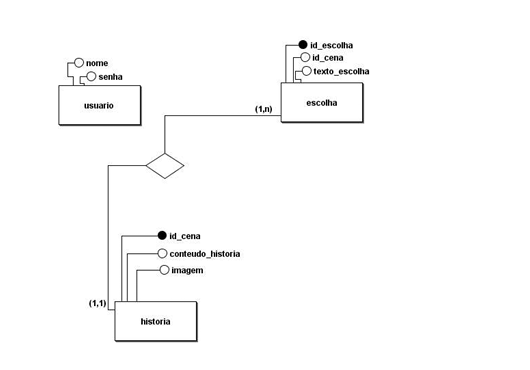 nome
senha
usuario
id_escolha
id_cena
texto_escolha
escolha
(1,n)
id_cena
conteudo_historia
imagem
(1,1)
historia